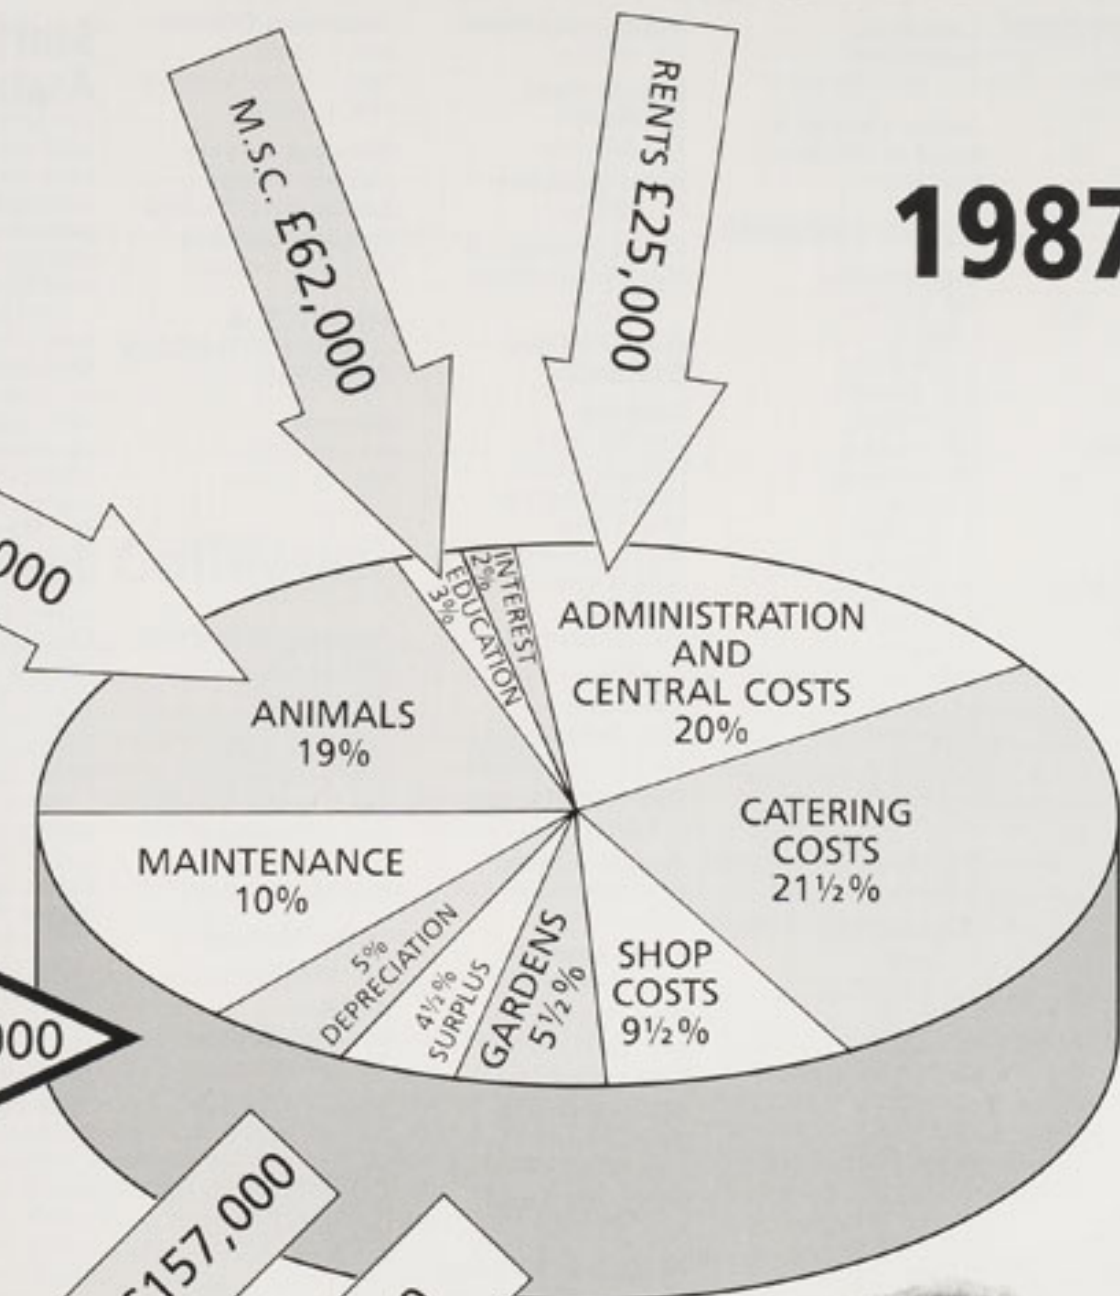 M.S.C. £62,000
RENTS £25,000
1987
000
INTEREST
2%
EDUCATION
3%
ADMINISTRATION
AND
CENTRAL COSTS
20%
ANIMALS
19%
CATERING
COSTS
21½%
MAINTENANCE
10%
5%
DEPRECIATION
4½%
SURPLUS
GARDENS
5½%
SHOP
COSTS
9½%
000
£157,000